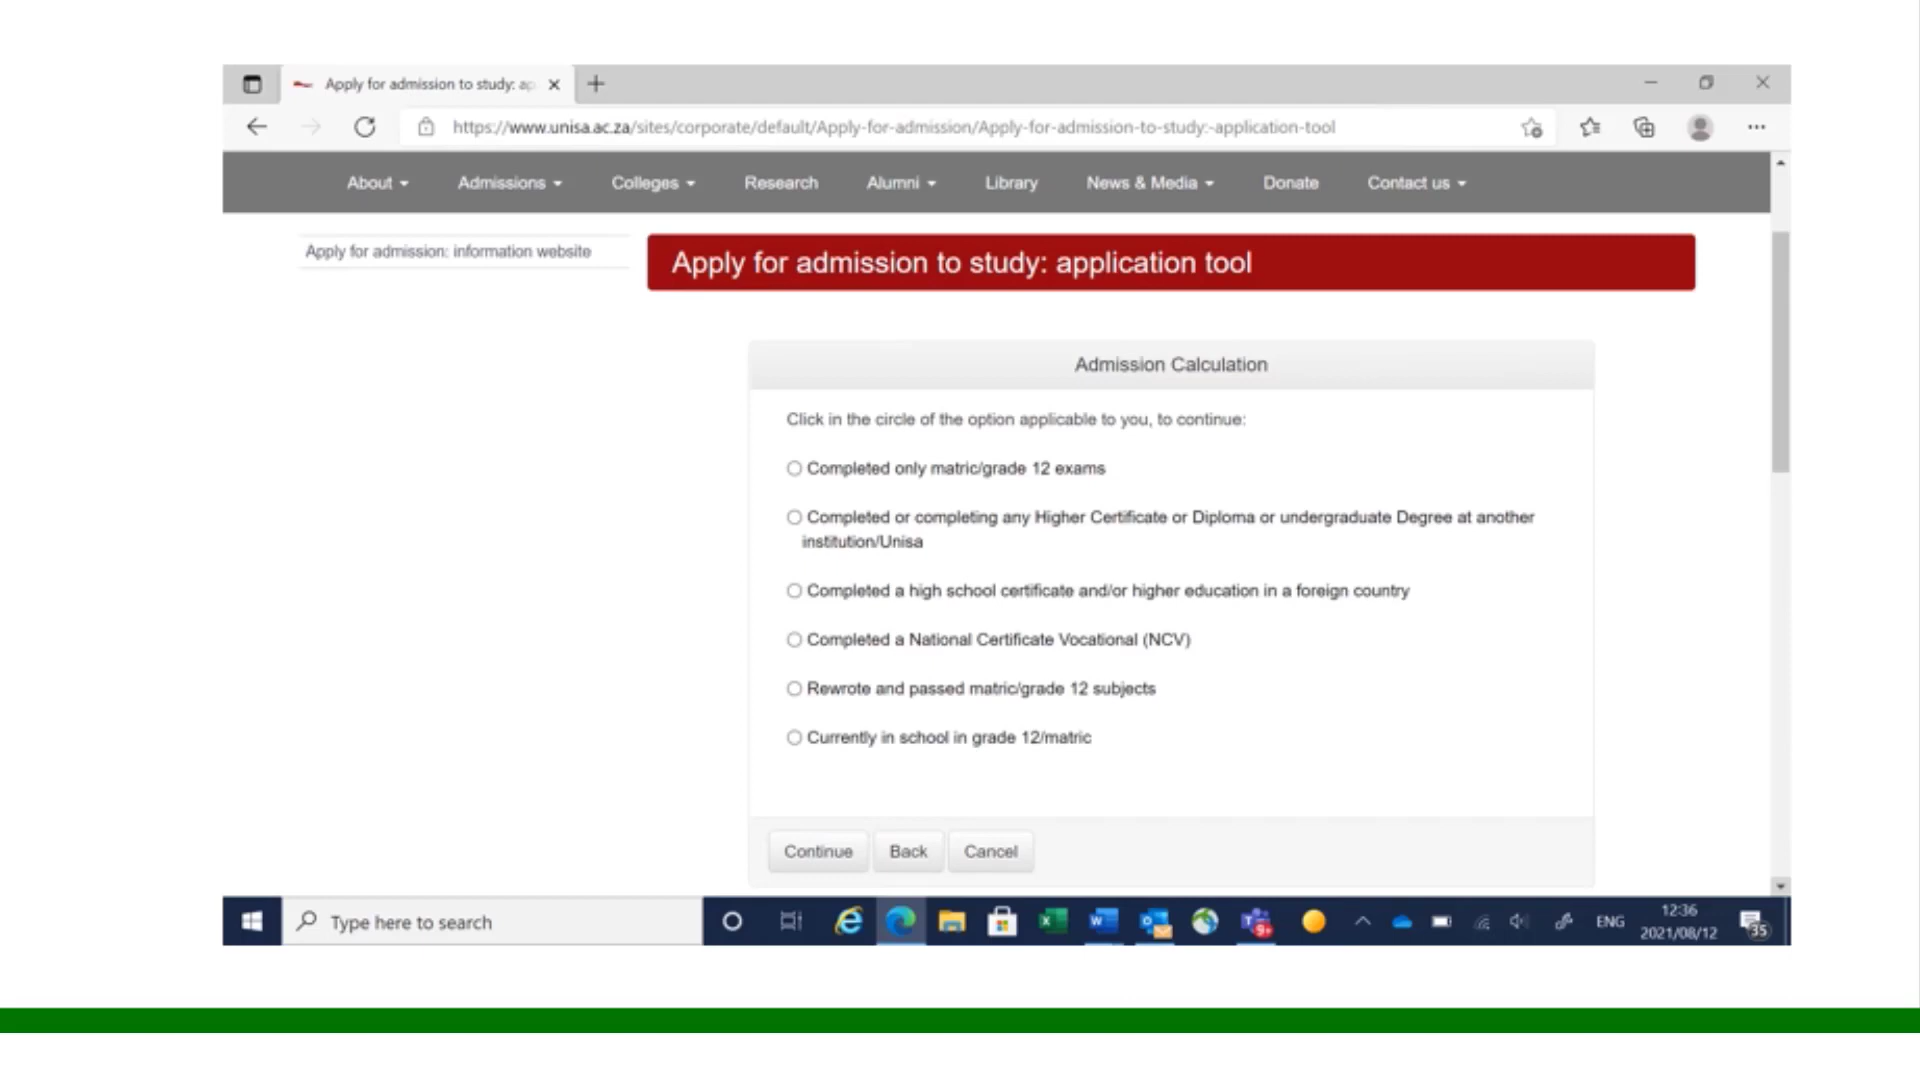 Apply for admission to study: ap
https://www.unisa.ac.za/sites/corporate/default/Apply-for-admission/Apply-for-admission-to-study:-application-tool
About Admissions Colleges Research Alumni Library News & Media Donate Contact us
Apply for admission: information website
Apply for admission to study: application tool
Admission Calculation
Click in the circle of the option applicable to you, to continue:
Completed only matric/grade 12 exams
Completed or completing any Higher Certificate or Diploma or undergraduate Degree at another
institution/Unisa
Completed a high school certificate and/or higher education in a foreign country
Completed a National Certificate Vocational (NCV)
Rewrote and passed matric/grade 12 subjects
Currently in school in grade 12/matric
Continue Back Cancel
Type here to search
9+
ENG
12:36
2021/08/12
35